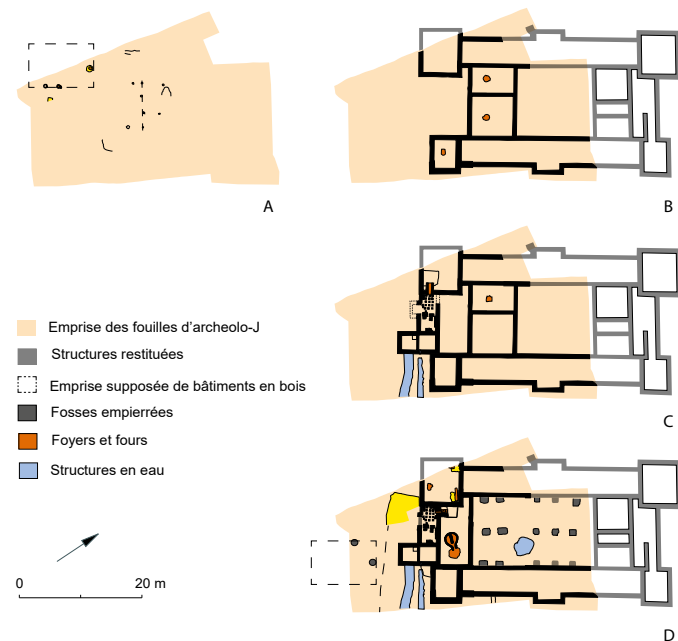 A
B
C
Emprise des fouilles d'archeolo-J
Structures restituées
Emprise supposée de bâtiments en bois
Fosses empierrées
Foyers et fours
Structures en eau
0 20 m
D